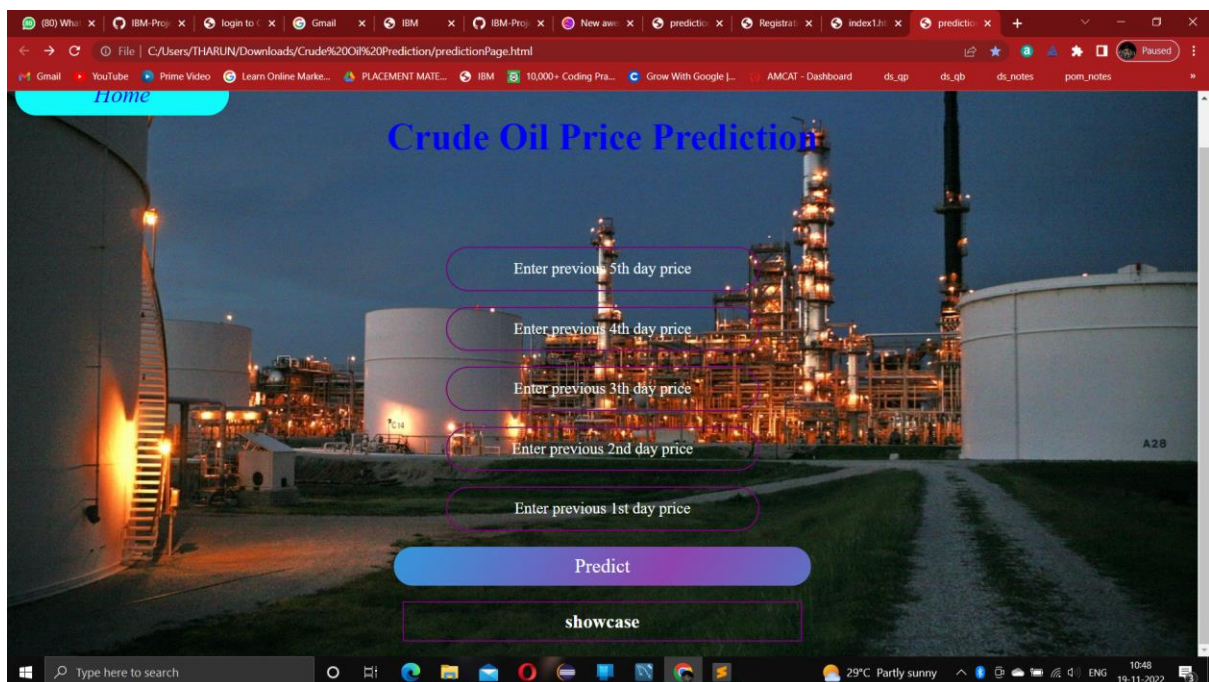 (80) What
IBM-Proj
login to C
Gmail
IBM
IBM-Proj
New awe
predictio
Registrati
index1.ht
predictio
File | C:/Users/THARUN/Downloads/Crude%20Oil%20Prediction/predictionPage.html
Paused
Gmail YouTube Prime Video Learn Online Marke... PLACEMENT MATE... IBM 10,000+ Coding Pra... Grow With Google |... AMCAT - Dashboard ds_qp ds_qb ds_notes pom_notes »
Home
Crude Oil Price Prediction
Enter previous 5th day price
Enter previous 4th day price
Enter previous 3th day price
Enter previous 2nd day price
Enter previous 1st day price
Predict
showcase
C14
A28
Type here to search
29°C Partly sunny
ENG
10:48
19-11-2022